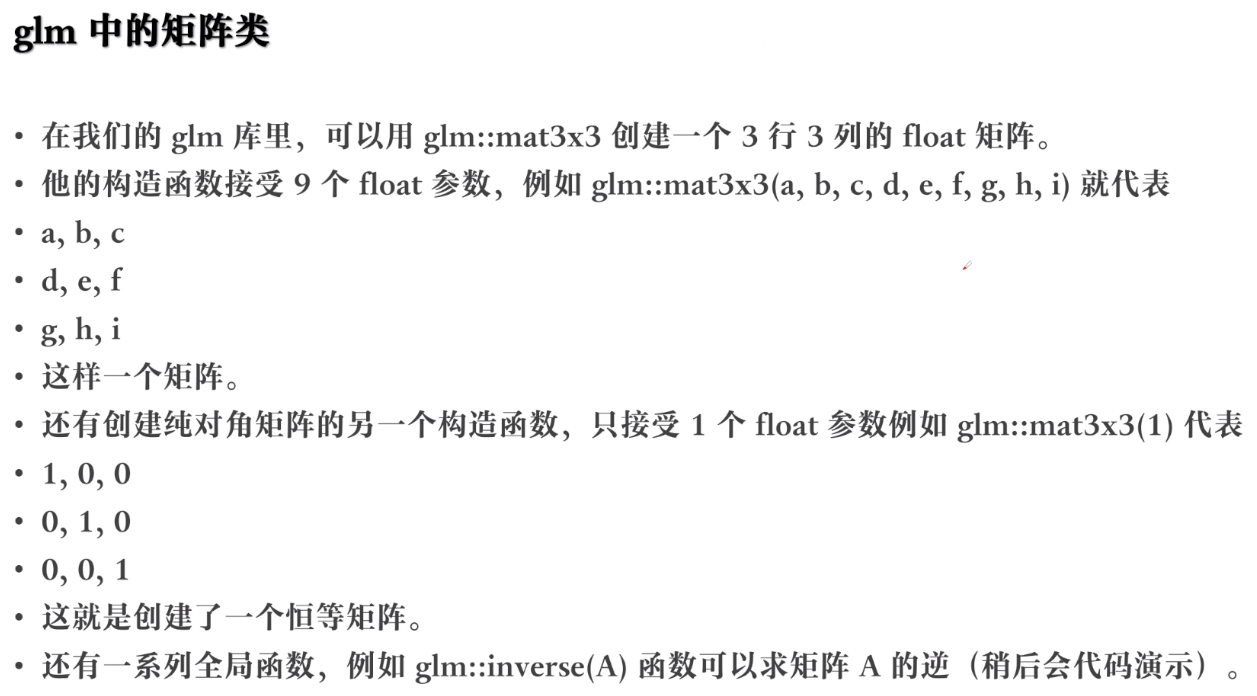 glm 中的矩阵类
• 在我们的 glm 库里，可以用 glm::mat3x3 创建一个 3 行 3 列的 float 矩阵。
• 他的构造函数接受 9 个 float 参数，例如 glm::mat3x3(a, b, c, d, e, f, g, h, i) 就代表
• a, b, c
• d, e, f
• g, h, i
• 这样一个矩阵。
• 还有创建纯对角矩阵的另一个构造函数，只接受 1 个 float 参数例如 glm::mat3x3(1) 代表
• 1, 0, 0
• 0, 1, 0
• 0, 0, 1
• 这就是创建了一个恒等矩阵。
• 还有一系列全局函数，例如 glm::inverse(A) 函数可以求矩阵 A 的逆（稍后会代码演示）。